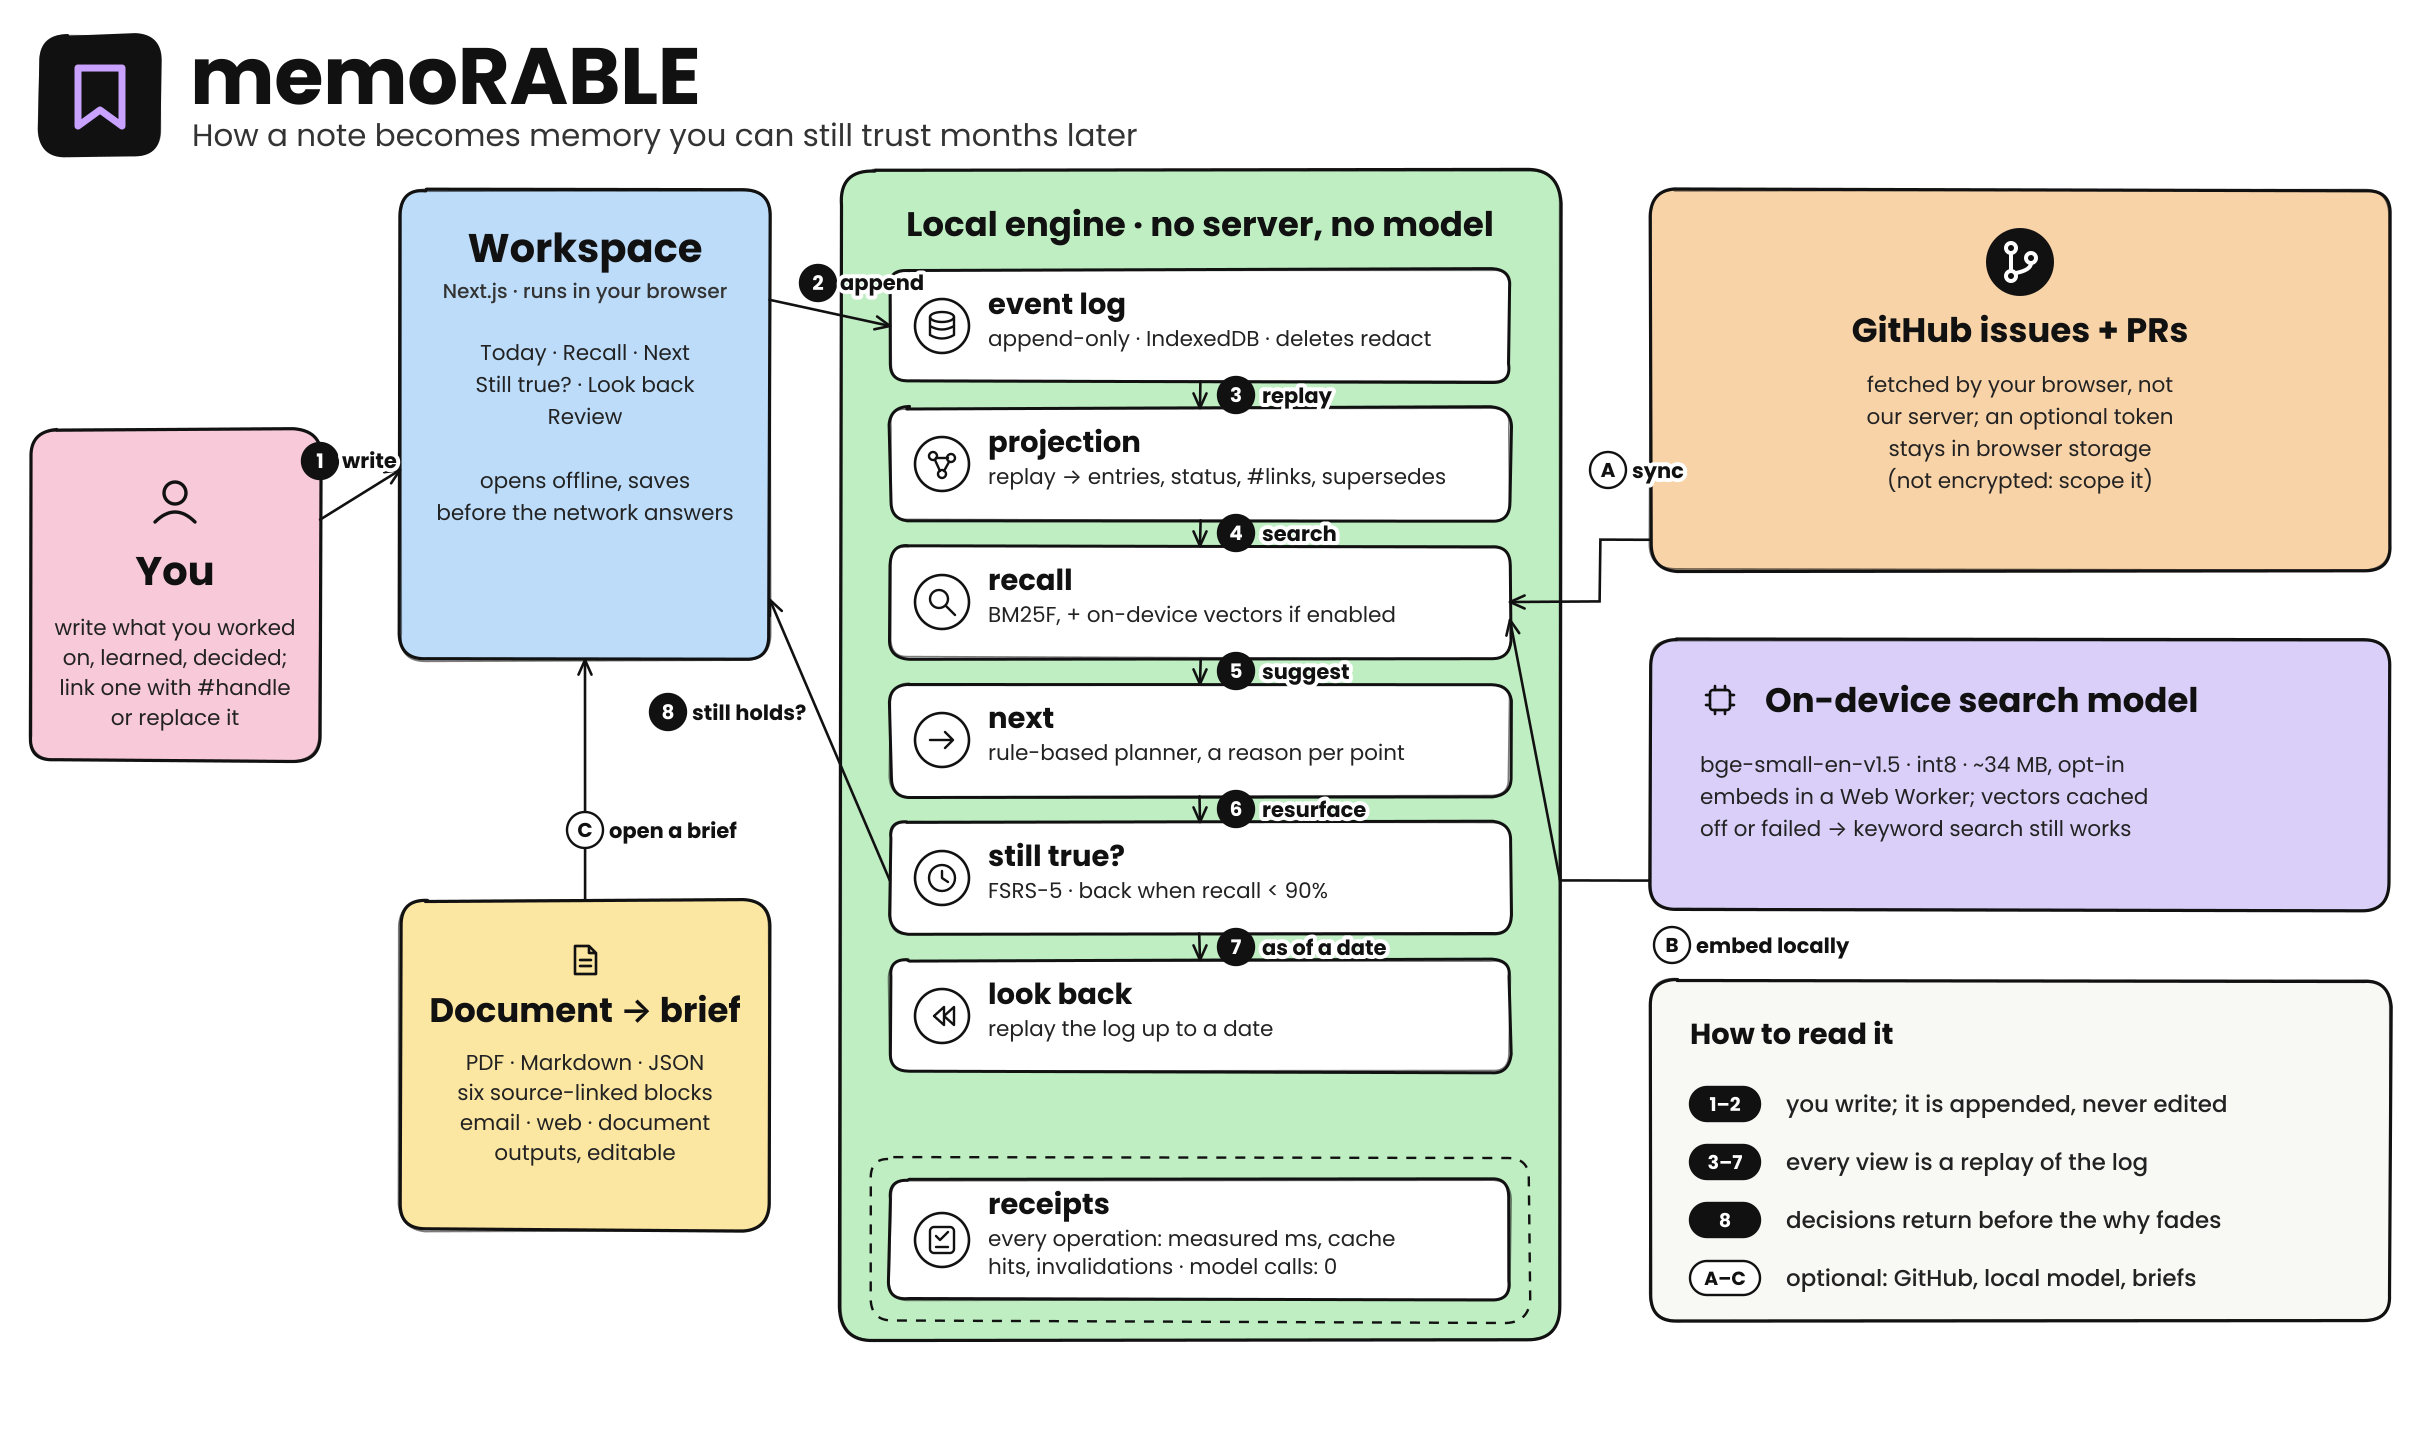 memoRABLE
How a note becomes memory you can still trust months later
You
write what you worked
on, learned, decided;
link one with #handle
or replace it
1 write
Workspace
Next.js · runs in your browser
Today · Recall · Next
Still true? · Look back
Review
opens offline, saves
before the network answers
2 append
8 still holds?
C open a brief
Document → brief
PDF · Markdown · JSON
six source-linked blocks
email · web · document
outputs, editable
Local engine · no server, no model
event log
append-only · IndexedDB · deletes redact
3 replay
projection
replay → entries, status, #links, supersedes
4 search
recall
BM25F, + on-device vectors if enabled
5 suggest
next
rule-based planner, a reason per point
6 resurface
still true?
FSRS-5 · back when recall < 90%
7 as of a date
look back
replay the log up to a date
receipts
every operation: measured ms, cache
hits, invalidations · model calls: 0
GitHub issues + PRs
fetched by your browser, not
our server; an optional token
stays in browser storage
(not encrypted: scope it)
A sync
On-device search model
bge-small-en-v1.5 · int8 · ~34 MB, opt-in
embeds in a Web Worker; vectors cached
off or failed → keyword search still works
B embed locally
How to read it
1–2 you write; it is appended, never edited
3–7 every view is a replay of the log
8 decisions return before the why fades
A–C optional: GitHub, local model, briefs